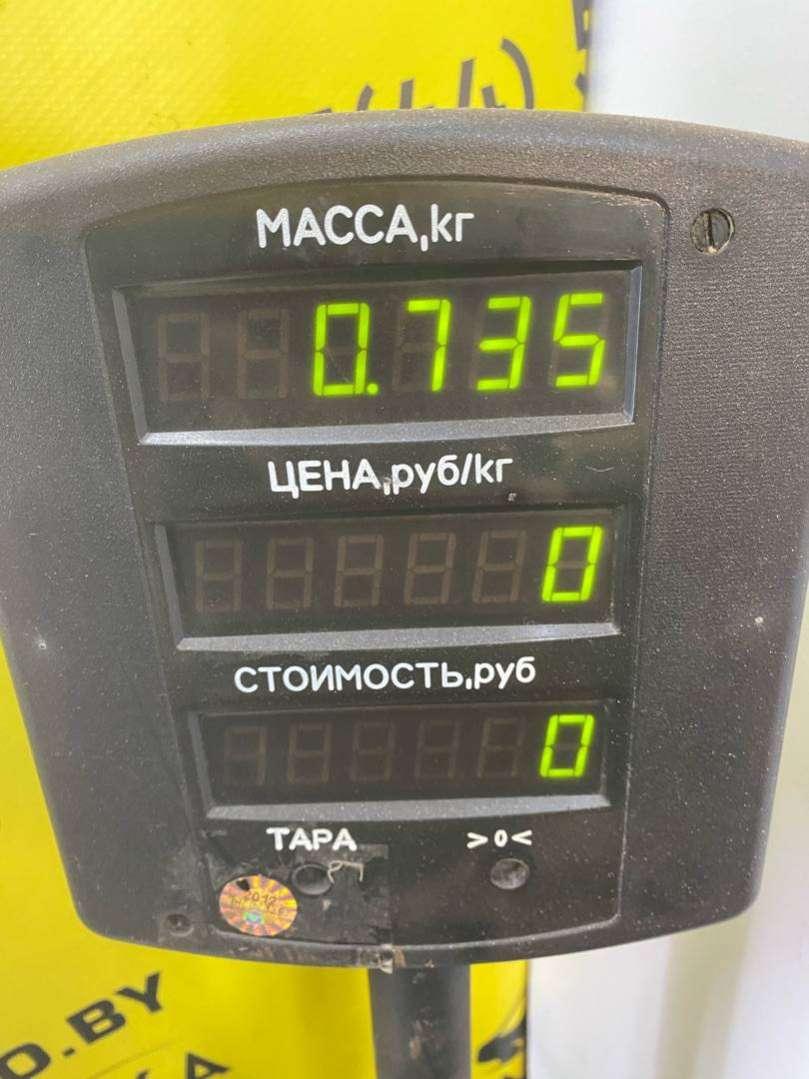 МАССА,кг
0.735
ЦЕНА,руб/кг
0
СТОИМОСТЬ,руб
0
ТАРА >0<
O.BY